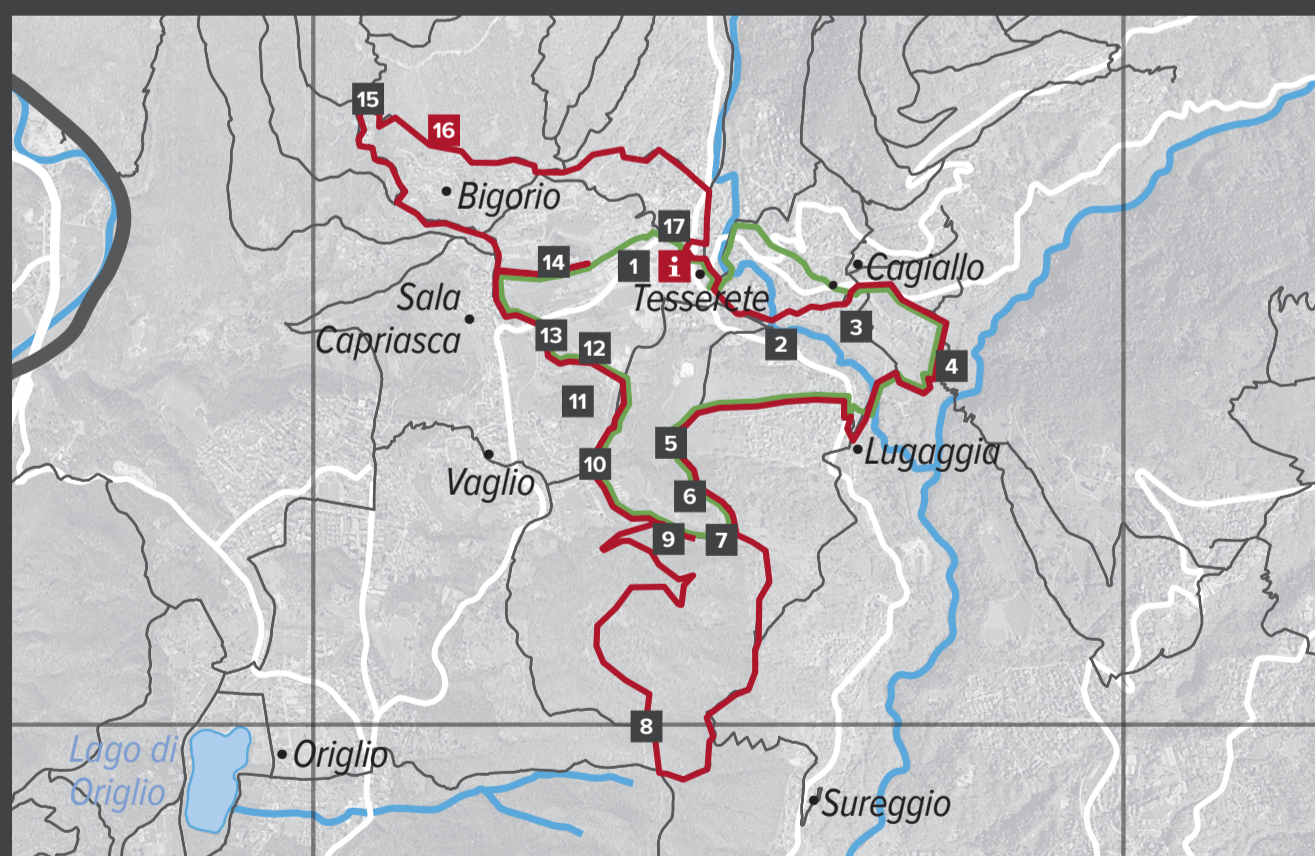 15
16
Bigorio
17
14
1
i
Cagiallo
Tesserete
Sala
Capriasca
13
12
2
3
4
11
5
Lugaggia
10
Vaglio
6
9
7
8
Lago di
Origlio
Origlio
Sureggio